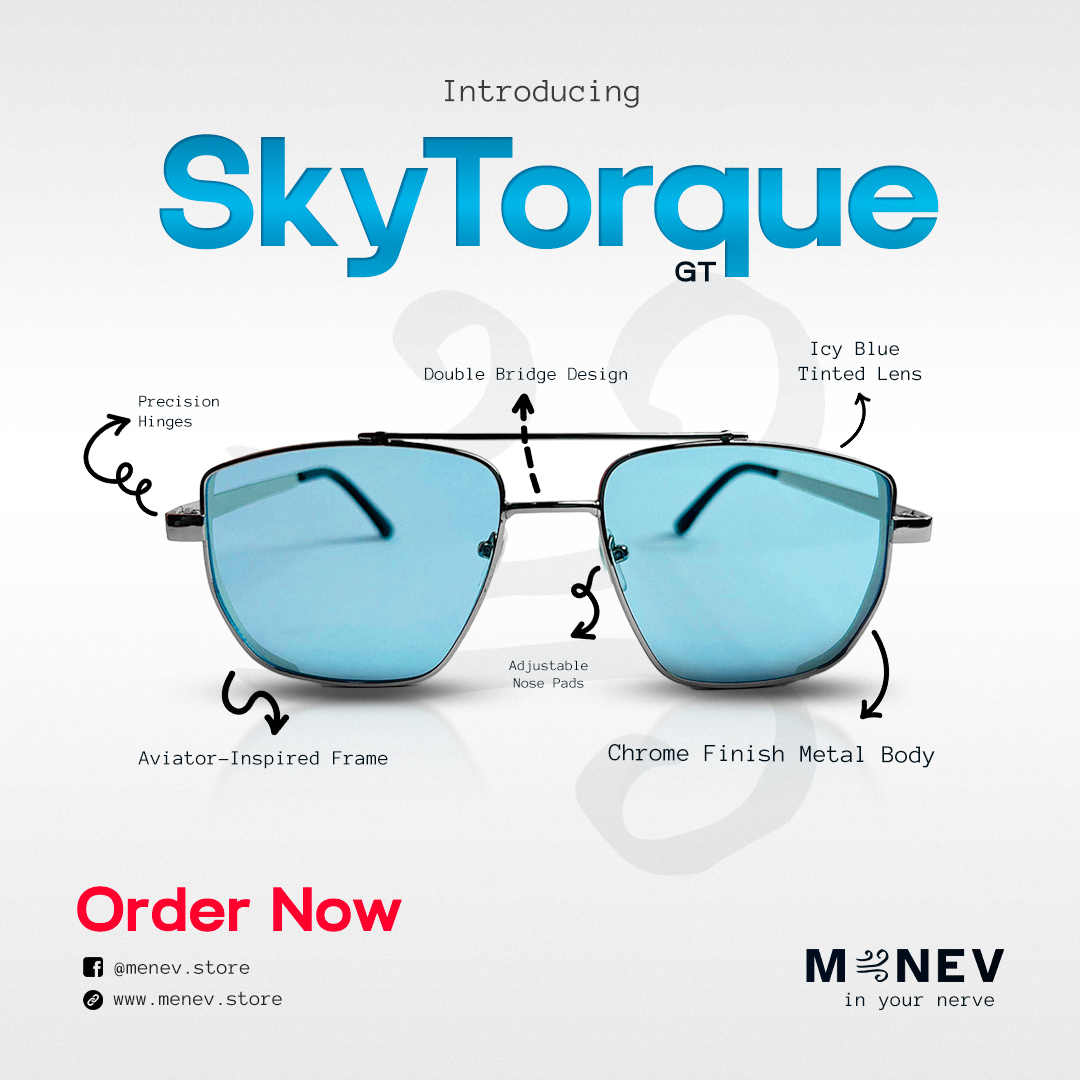 Introducing
SkyTorque
GT
Icy Blue
Tinted Lens
Double Bridge Design
Precision
Hinges
Adjustable
Nose Pads
Aviator-Inspired Frame
Chrome Finish Metal Body
Order Now
@menev.store
www.menev.store
MENEV
in your nerve